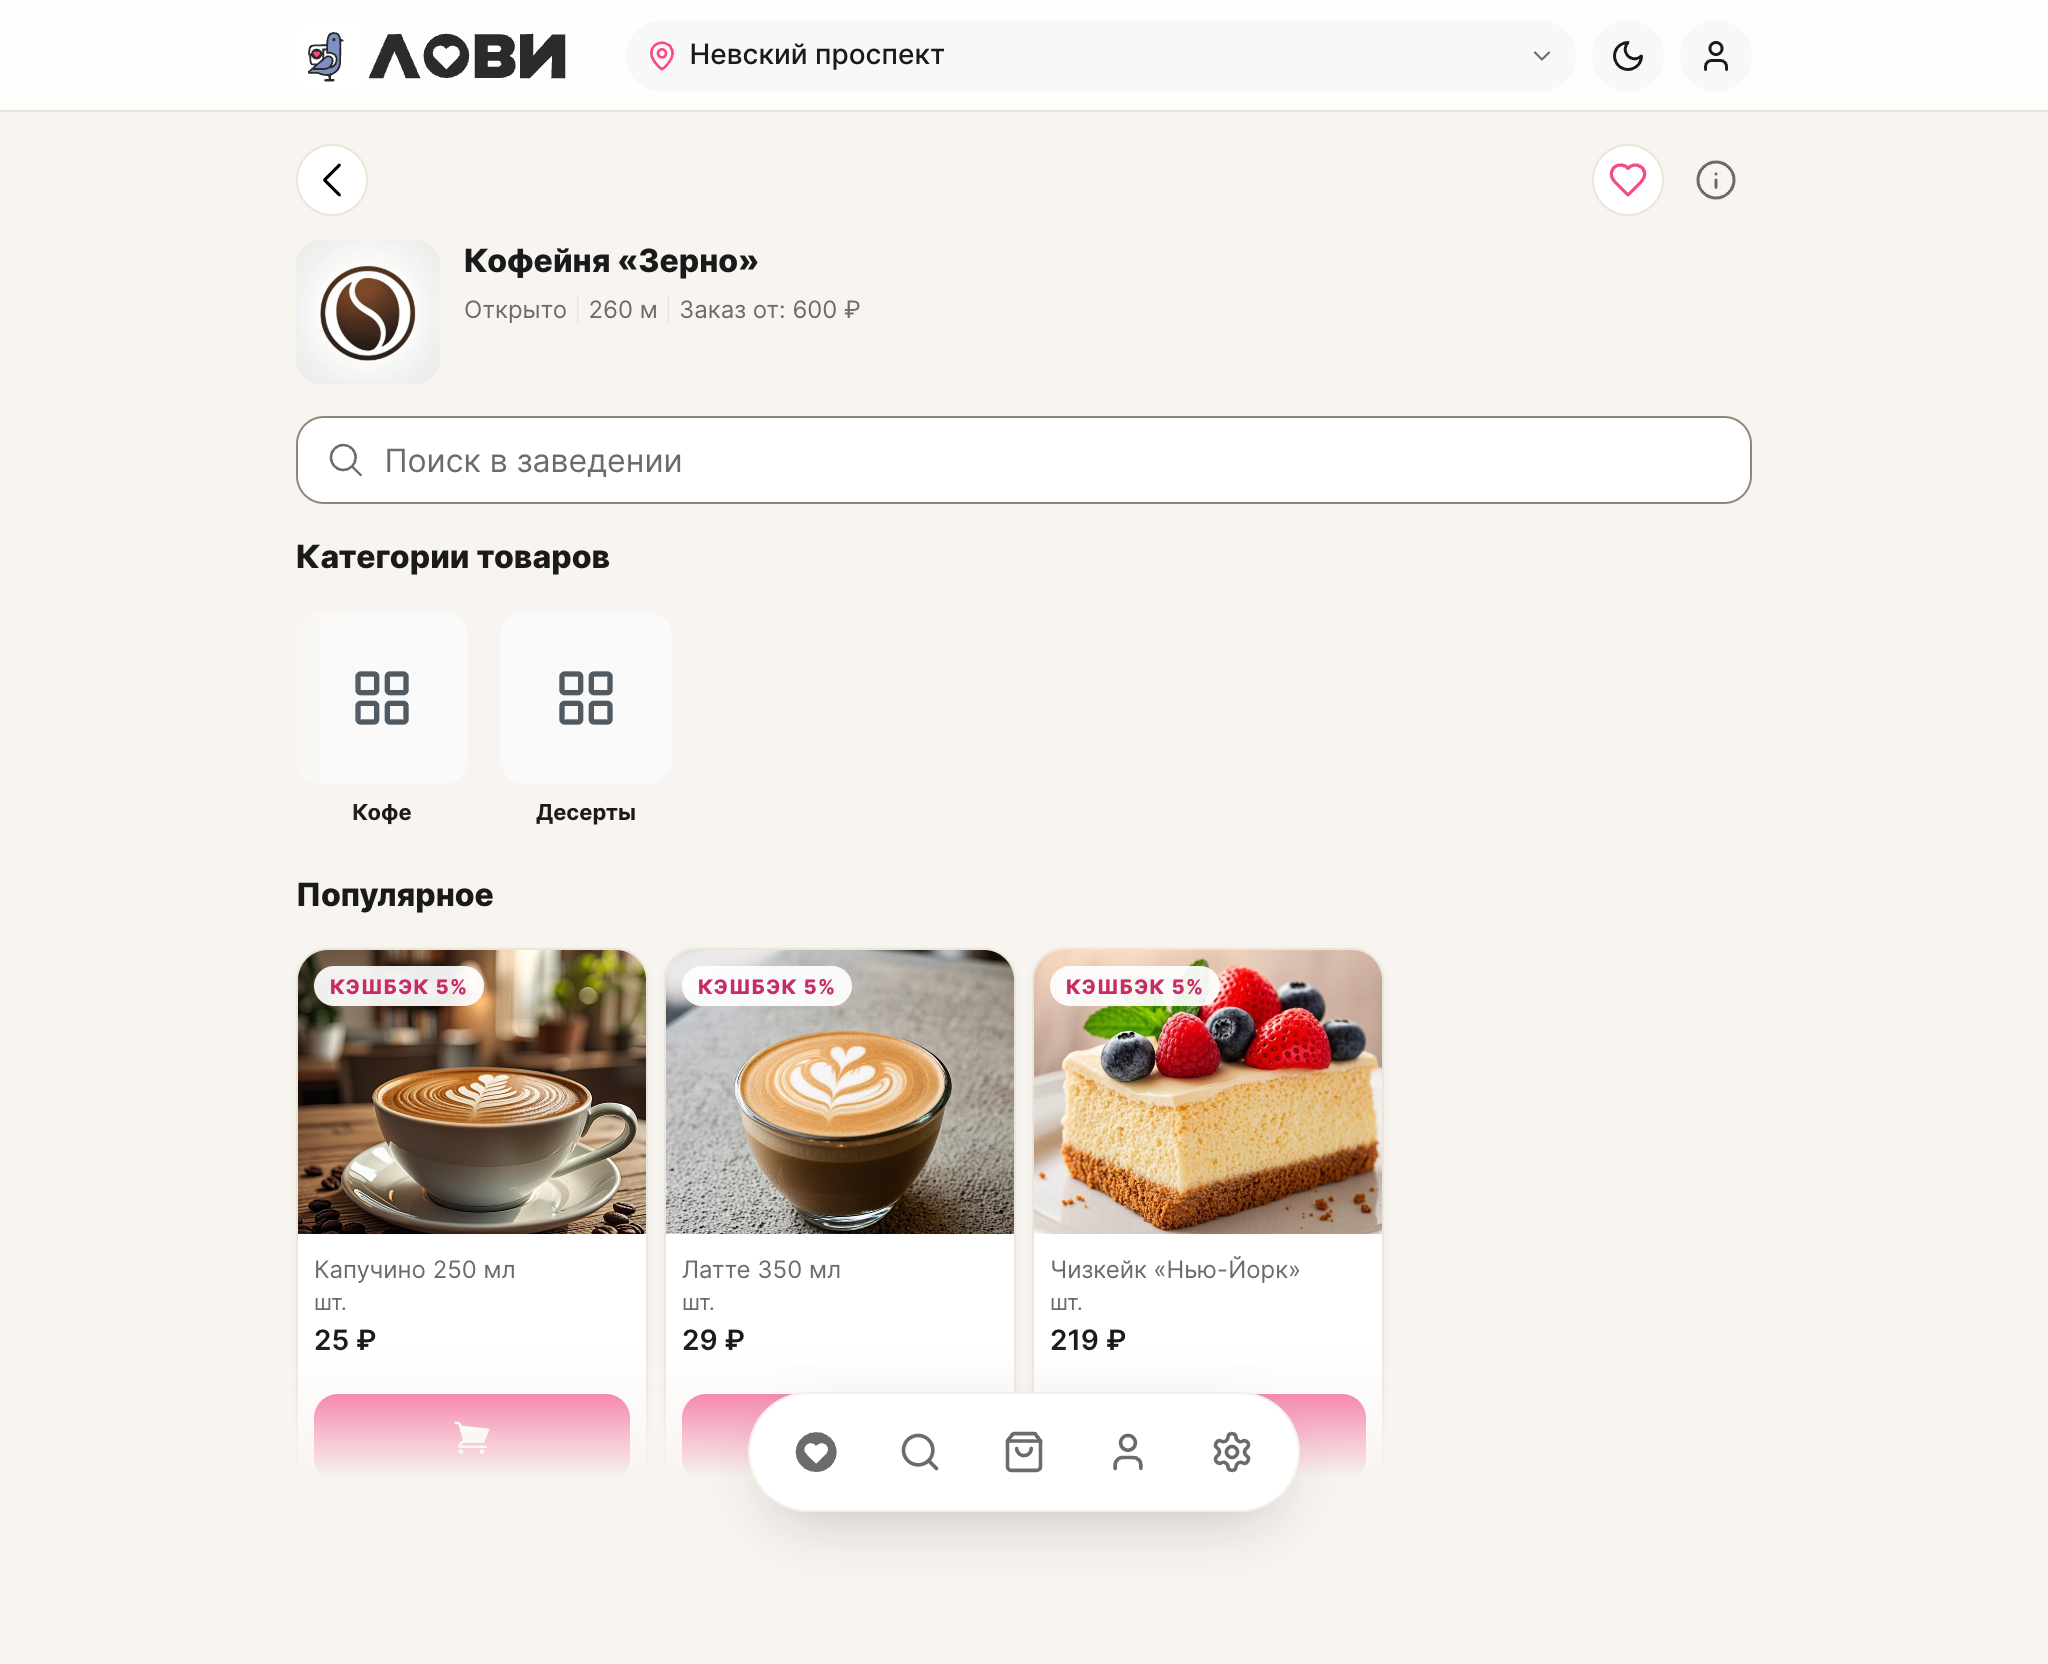 ЛОВИ
Невский проспект
Кофейня «Зерно»
Открыто 260 м Заказ от: 600 ₽
Поиск в заведении
Категории товаров
Кофе Десерты
Популярное
КЭШБЭК 5% КЭШБЭК 5% КЭШБЭК 5%
Капучино 250 мл Латте 350 мл Чизкейк «Нью-Йорк»
шт. шт. шт.
25 ₽ 29 ₽ 219 ₽